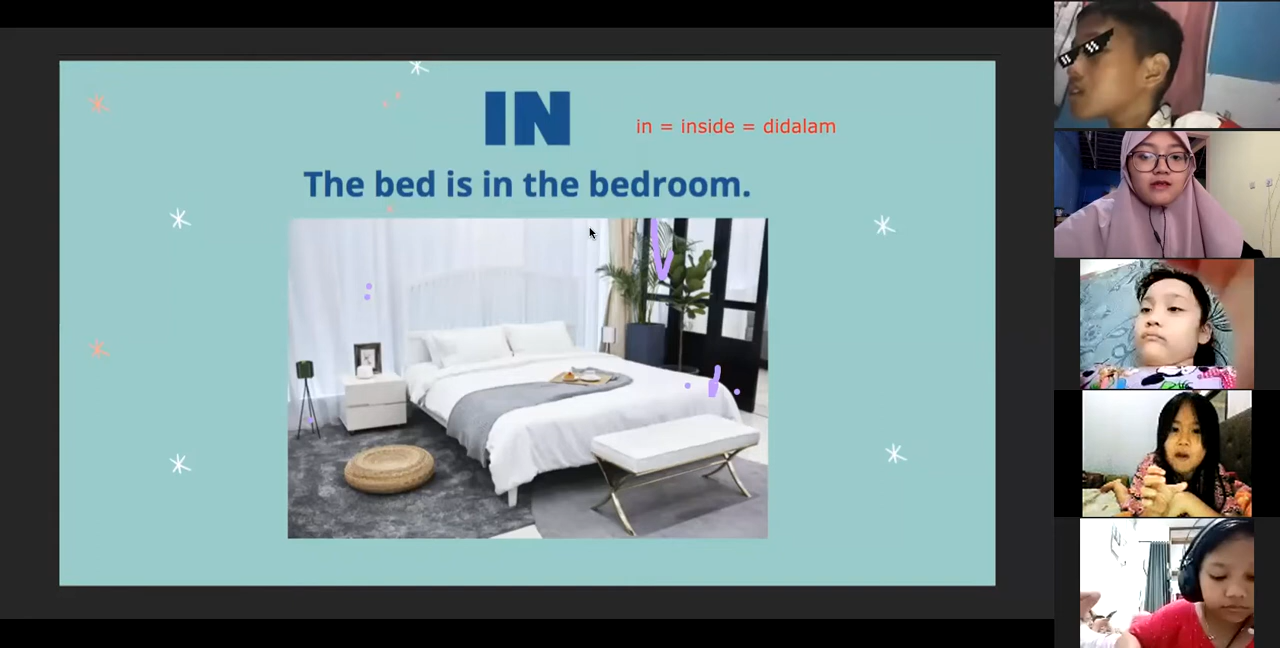 IN
in = inside = didalam
The bed is in the bedroom.